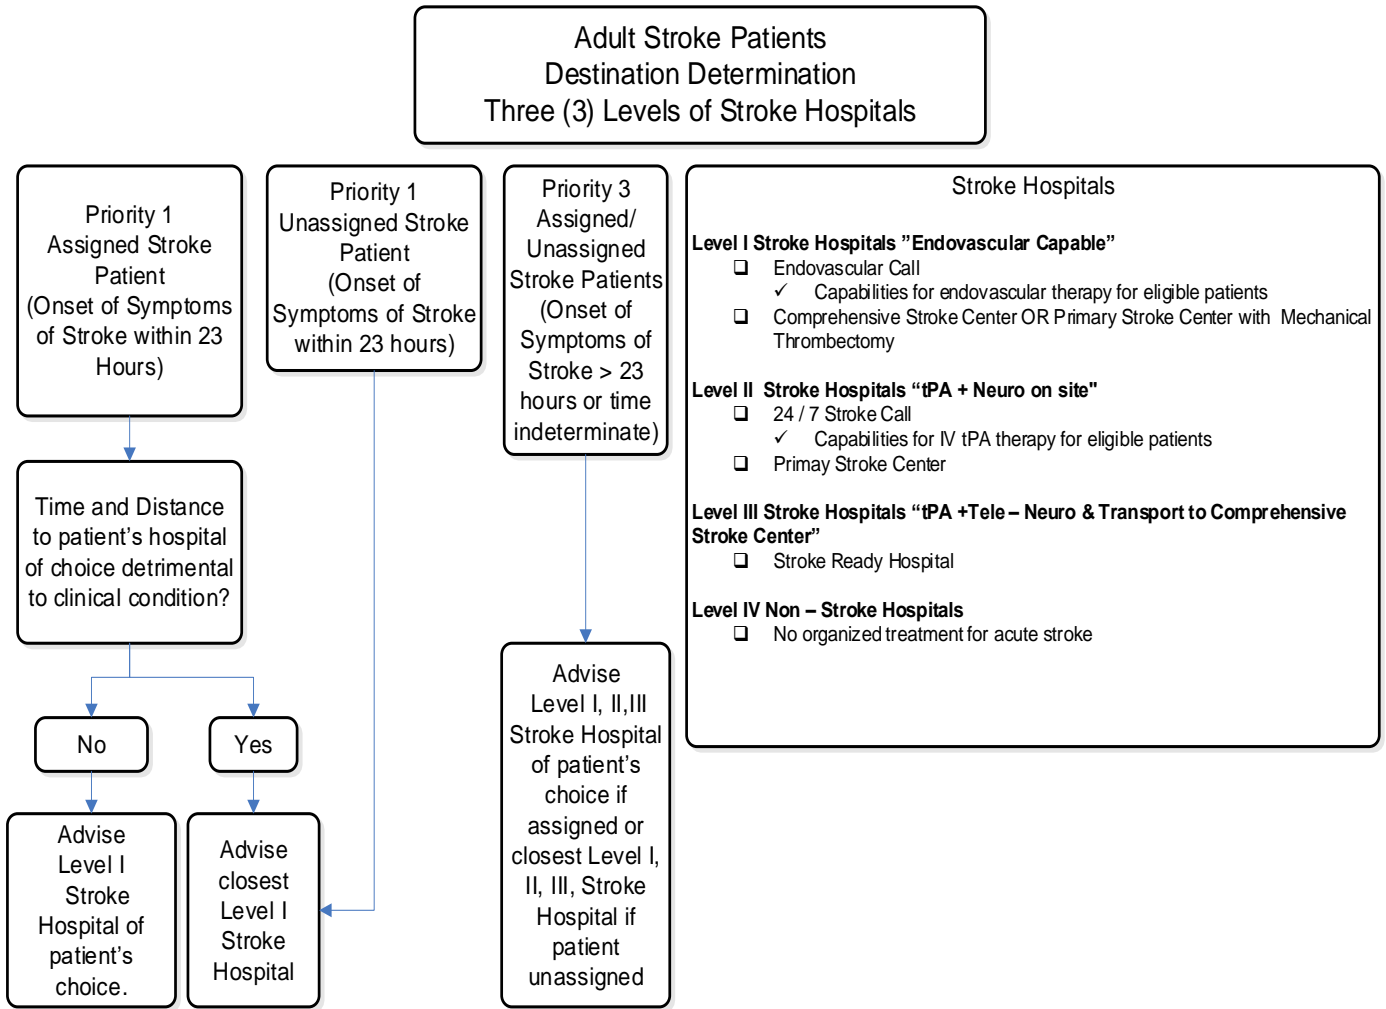 Adult Stroke Patients
Destination Determination
Three (3) Levels of Stroke Hospitals
Priority 1
Assigned Stroke
Patient
(Onset of Symptoms
of Stroke within 23
Hours)
Time and Distance
to patient’s hospital
of choice detrimental
to clinical condition?
No
Yes
Advise
Level I
Stroke
Hospital of
patient’s
choice.
Advise
closest
Level I
Stroke
Hospital
Priority 1
Unassigned Stroke
Patient
(Onset of
Symptoms of Stroke
within 23 hours)
Priority 3
Assigned/
Unassigned
Stroke Patients
(Onset of
Symptoms of
Stroke > 23
hours or time
indeterminate)
Advise
Level I, II,III
Stroke Hospital
of patient’s
choice if
assigned or
closest Level I,
II, III, Stroke
Hospital if
patient
unassigned
Stroke Hospitals
Level I Stroke Hospitals ”Endovascular Capable”
❑ Endovascular Call
✓ Capabilities for endovascular therapy for eligible patients
❑ Comprehensive Stroke Center OR Primary Stroke Center with Mechanical
Thrombectomy
Level II Stroke Hospitals “tPA + Neuro on site"
❑ 24 / 7 Stroke Call
✓ Capabilities for IV tPA therapy for eligible patients
❑ Primay Stroke Center
Level III Stroke Hospitals “tPA +Tele – Neuro & Transport to Comprehensive
Stroke Center”
❑ Stroke Ready Hospital
Level IV Non – Stroke Hospitals
❑ No organized treatment for acute stroke